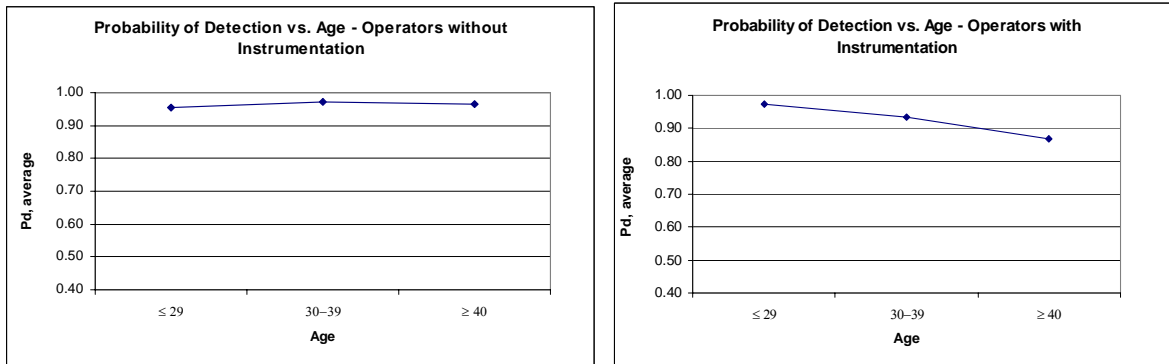 Probability of Detection vs. Age - Operators without
Instrumentation
1.00
0.90
0.80
0.70
0.60
0.50
0.40
Pd, average
≤ 29
30–39
≥ 40
Age
Probability of Detection vs. Age - Operators with
Instrumentation
1.00
0.90
0.80
0.70
0.60
0.50
0.40
Pd, average
≤ 29
30–39
≥ 40
Age